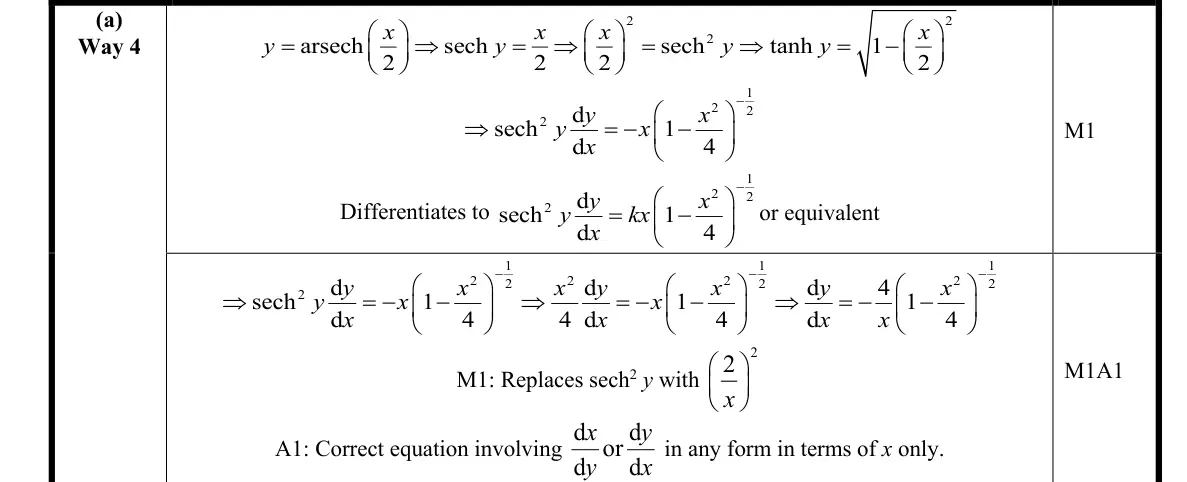 (a)
Way 4
y = arsech(x/2) ⇒ sech y = x/2 ⇒ (x/2)² = sech² y ⇒ tanh y = √(1 − (x/2)²)
⇒ sech² y dy/dx = −x(1 − x²/4)^(−1/2)
M1
Differentiates to sech² y dy/dx = kx(1 − x²/4)^(−1/2) or equivalent
⇒ sech² y dy/dx = −x(1 − x²/4)^(−1/2) ⇒ x²/4 dy/dx = −x(1 − x²/4)^(−1/2) ⇒ dy/dx = −4/x(1 − x²/4)^(−1/2)
M1: Replaces sech² y with (2/x)²
M1A1
A1: Correct equation involving dx/dy or dy/dx in any form in terms of x only.